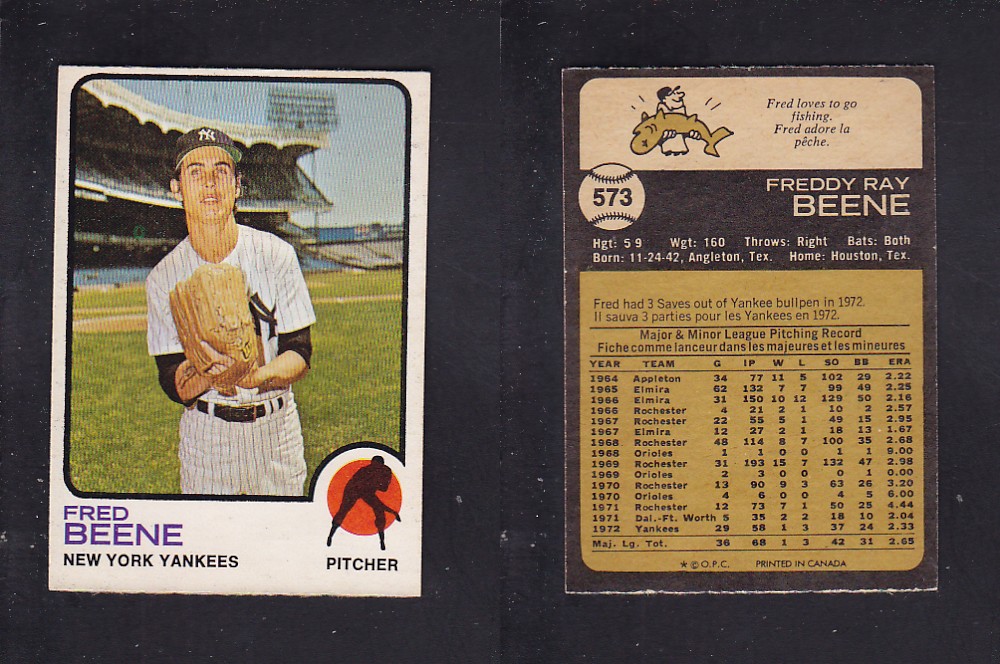 NY
FRED
BEENE
NEW YORK YANKEES
PITCHER
Fred loves to go
fishing.
Fred adore la
pêche.
573
FREDDY RAY
BEENE
Hgt: 5 9 Wgt: 160 Throws: Right Bats: Both
Born: 11-24-42, Angleton, Tex. Home: Houston, Tex.
Fred had 3 Saves out of Yankee bullpen in 1972.
Il sauva 3 parties pour les Yankees en 1972.
Major & Minor League Pitching Record
Fiche comme lanceur dans les majeures et les mineures
YEAR TEAM G IP W L SO BB ERA
1964 Appleton 34 77 11 5 102 29 2.22
1965 Elmira 62 132 7 7 99 49 2.25
1966 Elmira 31 150 10 12 129 50 2.16
1966 Rochester 4 21 2 1 10 2 2.57
1967 Rochester 22 55 5 1 49 15 2.95
1967 Elmira 12 27 2 1 18 13 1.67
1968 Rochester 48 114 8 7 100 35 2.68
1968 Orioles 1 1 0 0 1 1 9.00
1969 Rochester 31 193 15 7 132 47 2.98
1969 Orioles 2 3 0 0 0 1 0.00
1970 Rochester 13 90 9 3 63 26 3.20
1970 Orioles 4 6 0 0 4 5 6.00
1971 Rochester 12 73 7 1 50 25 4.44
1971 Dal.-Ft. Worth 5 35 2 2 18 10 2.04
1972 Yankees 29 58 1 3 37 24 2.33
Maj. Lg. Tot. 36 68 1 3 42 31 2.65
* © O.P.C. PRINTED IN CANADA